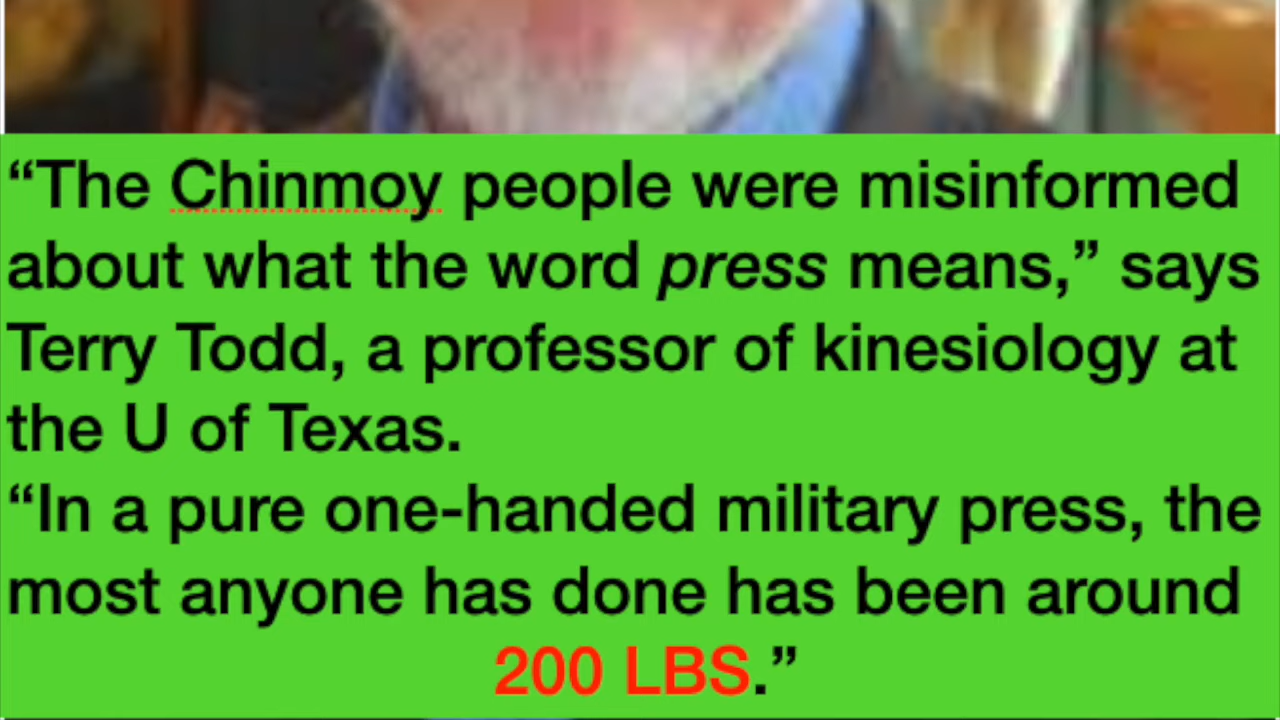 “The Chinmoy people were misinformed
about what the word press means,” says
Terry Todd, a professor of kinesiology at
the U of Texas.
“In a pure one-handed military press, the
most anyone has done has been around
200 LBS.”